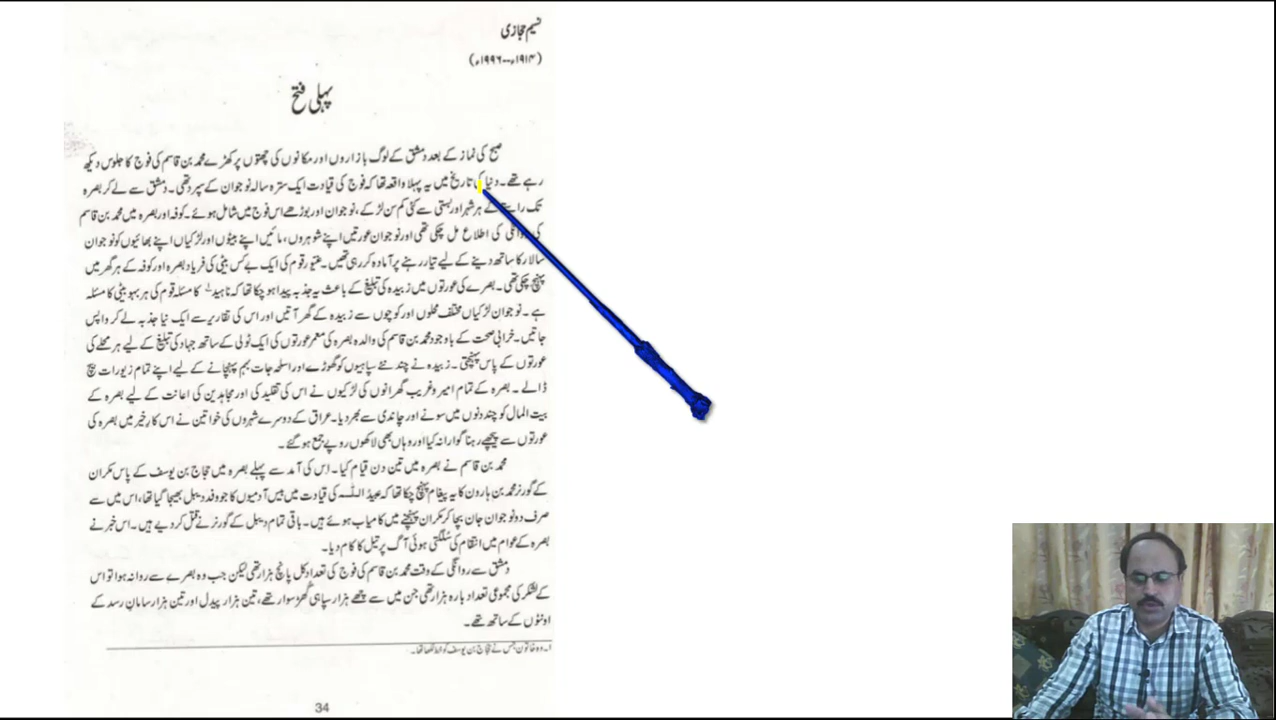 نسیم حجازی
(۱۹۱۴ء---۱۹۹۶ء)
پہلی فتح
صبح کی نماز کے بعد دمشق کے لوگ بازاروں اور مکانوں کی چھتوں پر کھڑے محمد بن قاسم کی فوج کا جلوس دیکھ
رہے تھے۔ دنیا کی تاریخ میں یہ پہلا واقعہ تھا کہ فوج کی قیادت ایک سترہ سالہ نوجوان کے سپرد تھی۔ دمشق سے لے کر بصرہ
تک راستے کے ہر شہر اور بستی سے کئی کم سن لڑکے، نوجوان اور بوڑھے اس فوج میں شامل ہوئے۔ کوفہ اور بصرہ میں محمد بن قاسم
کی روانگی کی اطلاع مل چکی تھی اور نوجوان عورتیں اپنے شوہروں، مائیں اپنے بیٹوں اور لڑکیاں اپنے بھائیوں کو نوجوان
سالار کا ساتھ دینے کے لیے تیار رہنے پر آمادہ کر رہی تھیں۔ غیور قوم کی ایک بے کس بیٹی کی فریاد بصرہ اور کوفہ کے ہر گھر میں
پہنچ چکی تھی۔ بصرے کی عورتوں میں زبیدہ کی تبلیغ کے باعث یہ جذبہ پیدا ہو چکا تھا کہ ناہید۱ کا مسئلہ قوم کی ہر بہو بیٹی کا مسئلہ
ہے۔ نوجوان لڑکیاں مختلف محلوں اور کوچوں سے زبیدہ کے گھر آتیں اور اس کی تقاریر سے ایک نیا جذبہ لے کر واپس
جاتیں۔ خرابی صحت کے باوجود محمد بن قاسم کی والدہ بصرہ کی معمر عورتوں کی ایک ٹولی کے ساتھ جہاد کی تبلیغ کے لیے ہر محلے کی
عورتوں کے پاس پہنچتی۔ زبیدہ نے چند نئے سپاہیوں کو گھوڑے اور اسلحہ جات بہم پہنچانے کے لیے اپنے تمام زیورات بیچ
ڈالے۔ بصرہ کے تمام امیر و غریب گھرانوں کی لڑکیوں نے اس کی تقلید کی اور مجاہدین کی اعانت کے لیے بصرہ کے
بیت المال کو چند دنوں میں سونے اور چاندی سے بھر دیا۔ عراق کے دوسرے شہروں کی خواتین نے اس کارِ خیر میں بصرہ کی
عورتوں سے پیچھے رہنا گوارا نہ کیا اور وہاں بھی لاکھوں روپے جمع ہو گئے۔
محمد بن قاسم نے بصرہ میں تین دن قیام کیا۔ اس کی آمد سے پہلے بصرہ میں حجاج بن یوسف کے پاس مکران
کے گورنر محمد بن ہارون کا یہ پیغام پہنچ چکا تھا کہ عبید اللہ کی قیادت میں بیس آدمیوں کا جو وفد دیبل بھیجا گیا تھا، اس میں سے
صرف دو نوجوان جان بچا کر مکران پہنچنے میں کامیاب ہوئے ہیں۔ باقی تمام دیبل کے گورنر نے قتل کر دیے ہیں۔ اس خبر نے
بصرہ کے عوام میں انتقام کی سُلگتی ہوئی آگ پر تیل کا کام دیا۔
دمشق سے روانگی کے وقت محمد بن قاسم کی فوج کی تعداد کل پانچ ہزار تھی لیکن جب وہ بصرے سے روانہ ہوا تو اس
کے لشکر کی مجموعی تعداد بارہ ہزار تھی جن میں سے چھے ہزار سپاہی گُھڑ سوار تھے، تین ہزار پیدل اور تین ہزار سامانِ رسد کے
اونٹوں کے ساتھ تھے۔
۱۔ وہ خاتون جس نے حجاج بن یوسف کو خط لکھا تھا۔
34